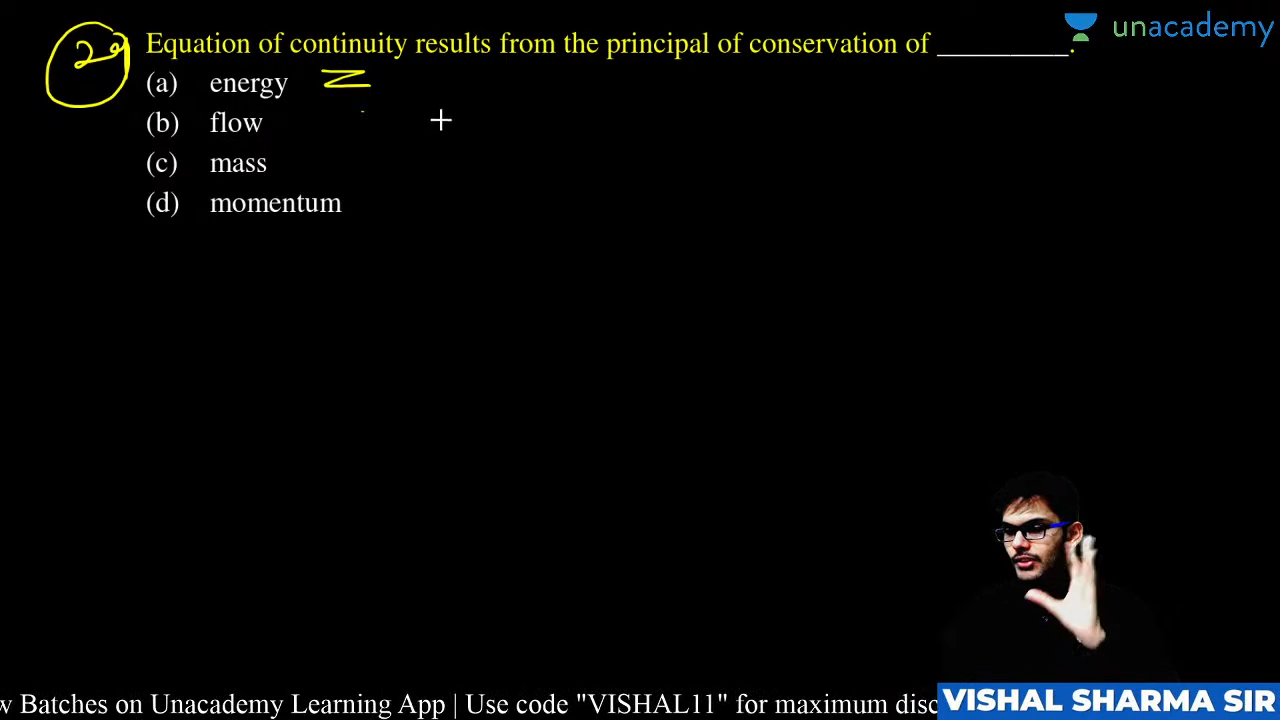 unacademy
29 Equation of continuity results from the principal of conservation of _________.
(a) energy
(b) flow
(c) mass
(d) momentum
w Batches on Unacademy Learning App | Use code "VISHAL11" for maximum disc
VISHAL SHARMA SIR